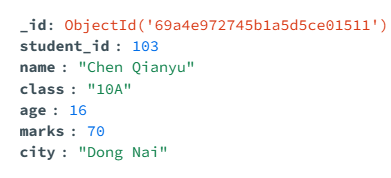 _id: ObjectId('69a4e972745b1a5d5ce01511')
student_id : 103
name : "Chen Qianyu"
class : "10A"
age : 16
marks : 70
city : "Dong Nai"